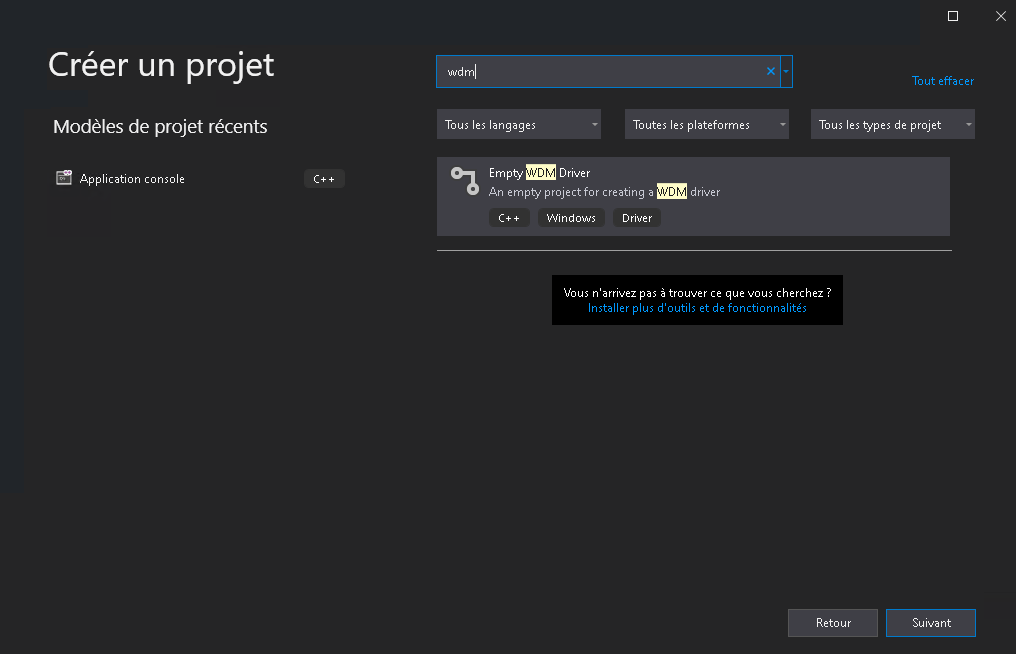 Créer un projet
wdm
Tout effacer
Modèles de projet récents
Tous les langages
Toutes les plateformes
Tous les types de projet
Application console
C++
Empty WDM Driver
An empty project for creating a WDM driver
C++ Windows Driver
Vous n'arrivez pas à trouver ce que vous cherchez ?
Installer plus d'outils et de fonctionnalités
Retour
Suivant